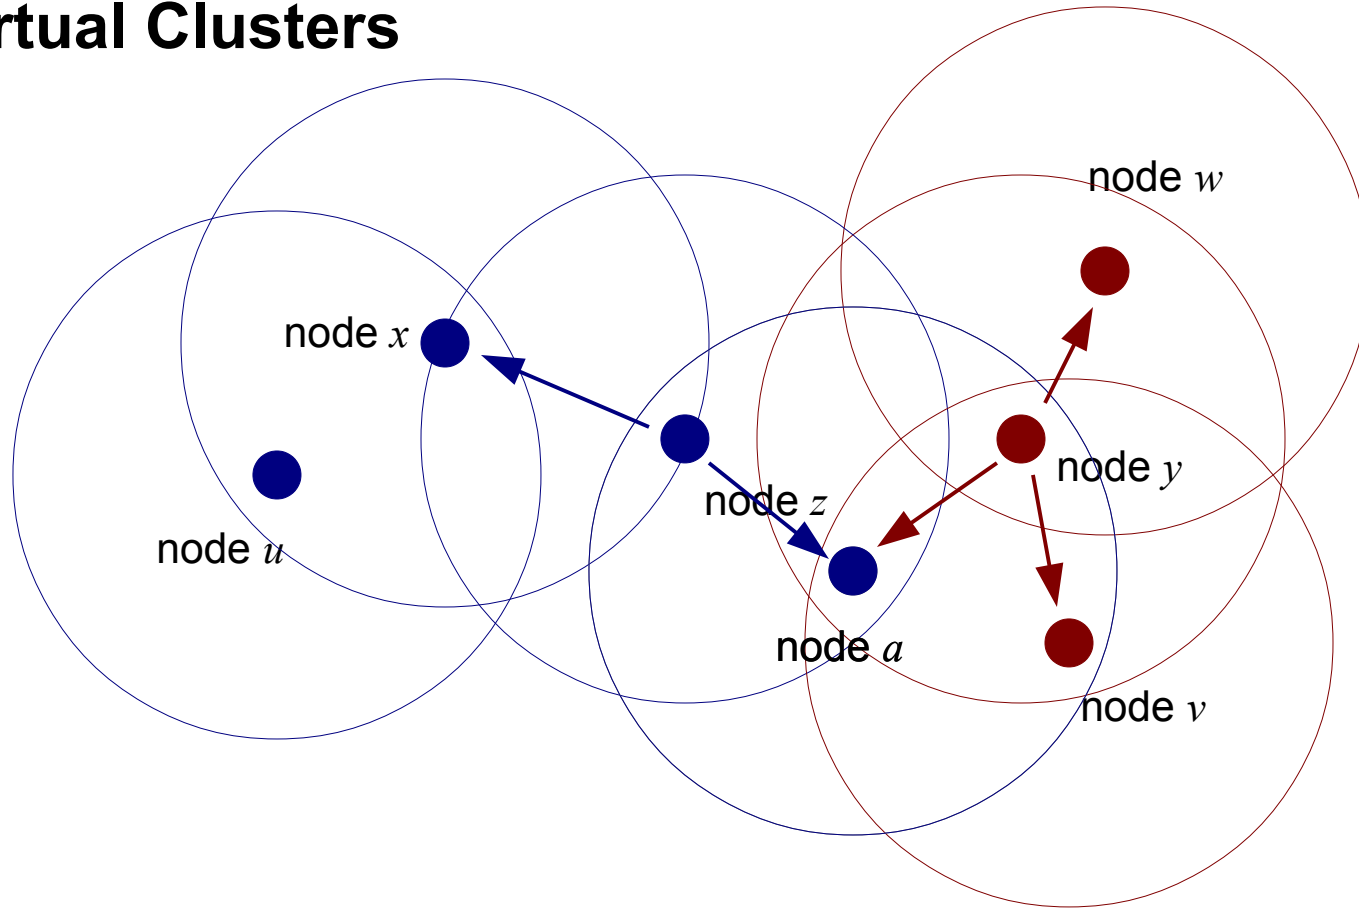 rtual Clusters
node w
node x
node y
node z
node u
node a
node v